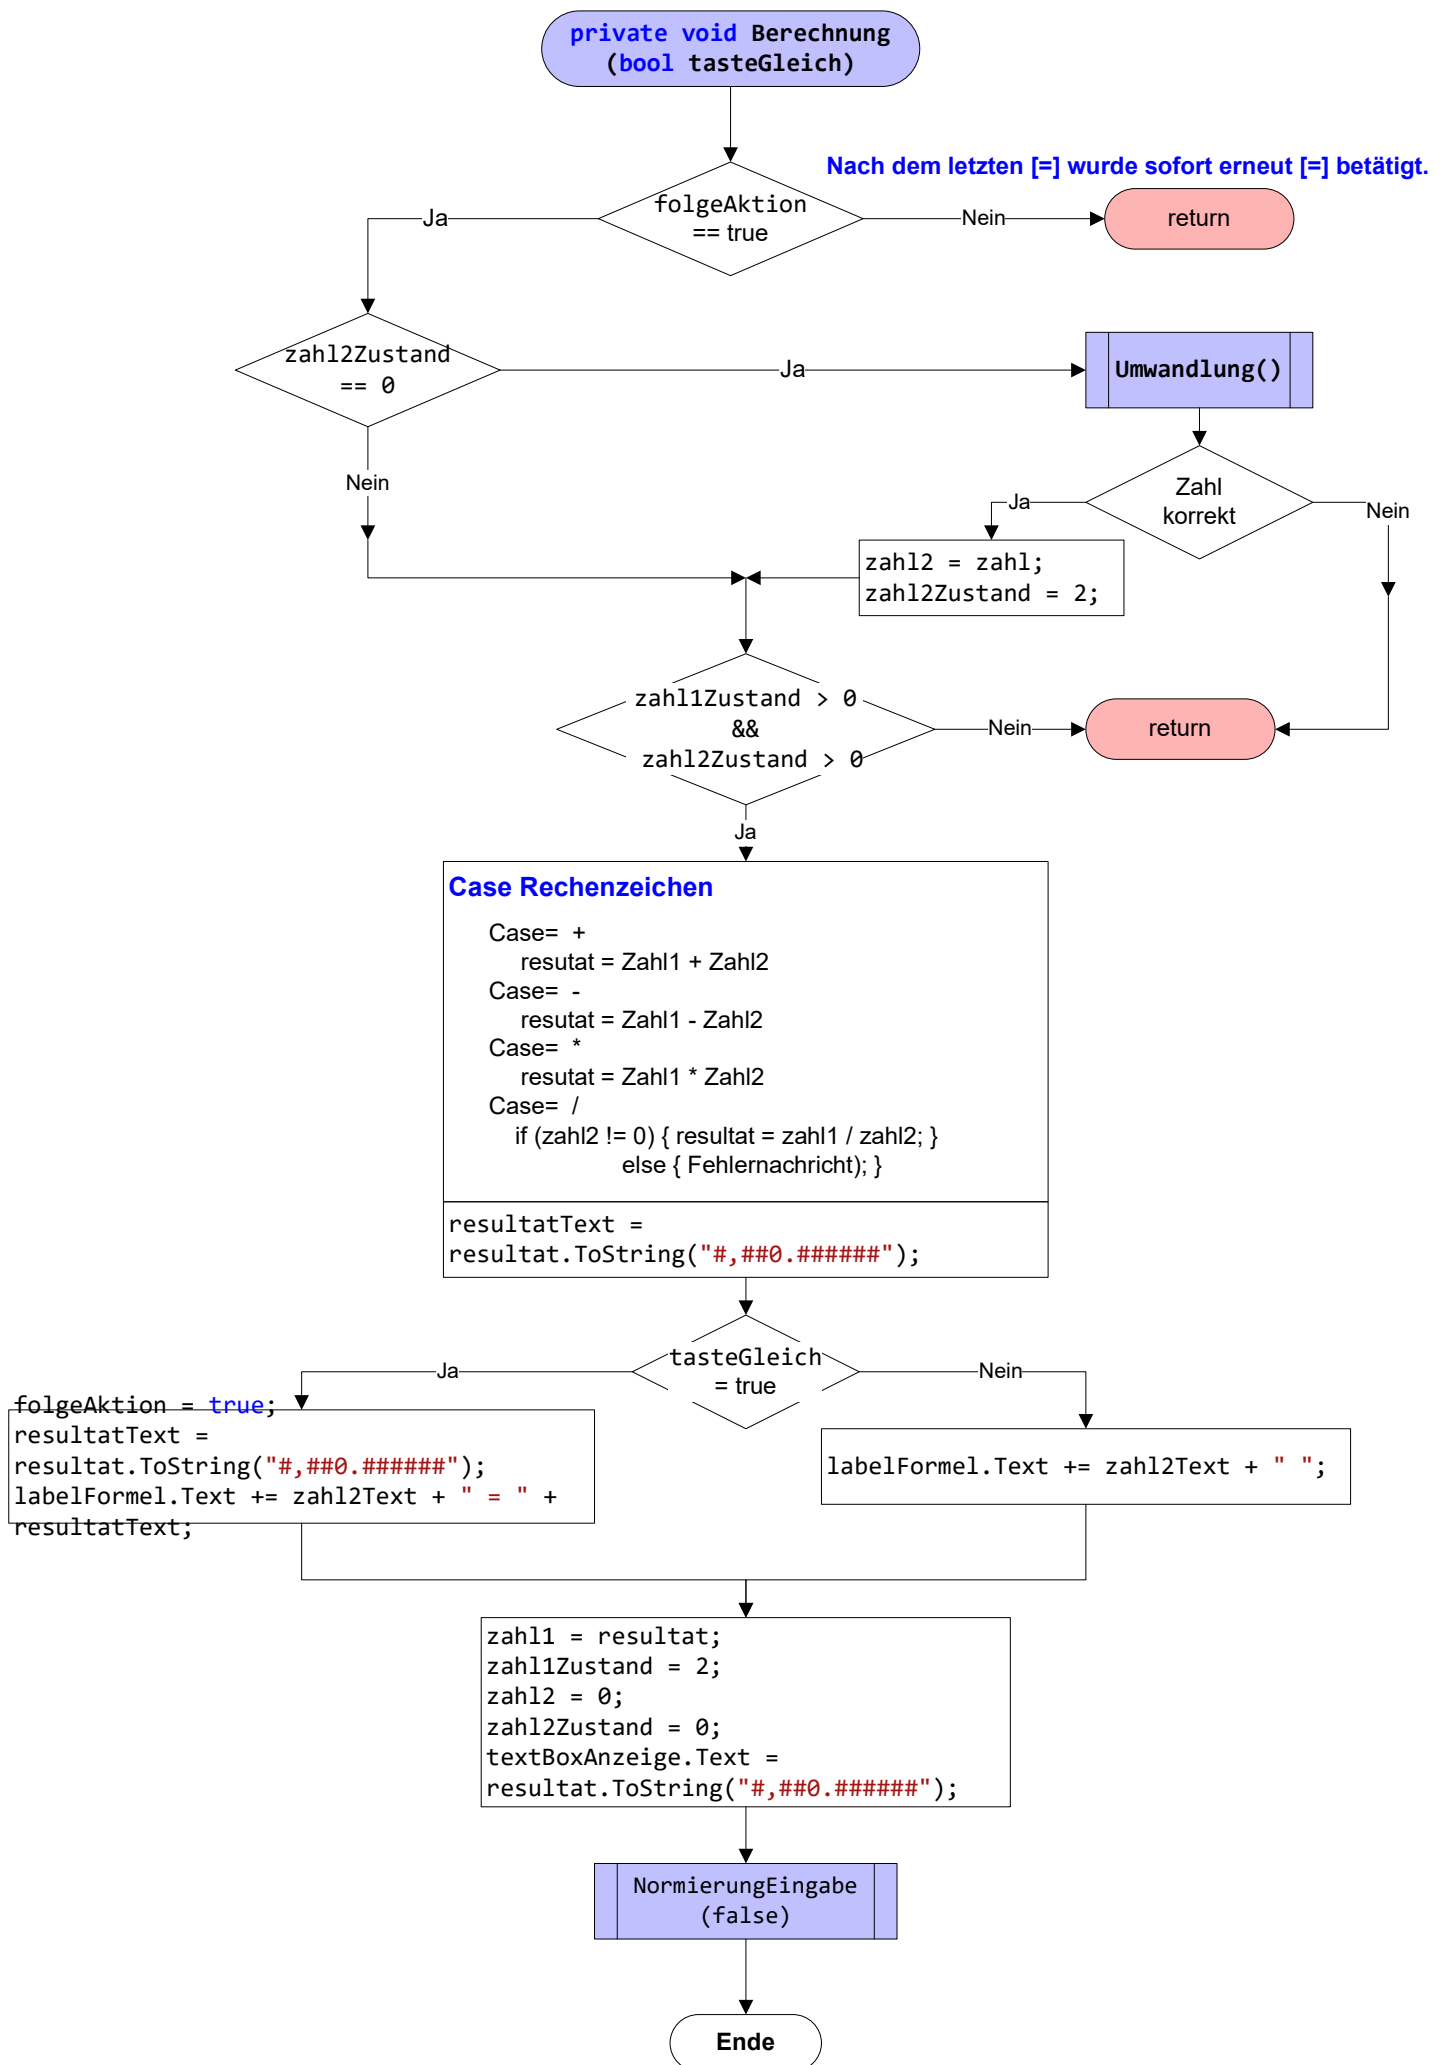 private void Berechnung
(bool tasteGleich)
Nach dem letzten [=] wurde sofort erneut [=] betätigt.
folgeAktion
== true
Ja
Nein
return
zahl2Zustand
== 0
Ja
Umwandlung()
Nein
Zahl
korrekt
Ja
Nein
zahl2 = zahl;
zahl2Zustand = 2;
zahl1Zustand > 0
&&
zahl2Zustand > 0
Nein
return
Ja
Case Rechenzeichen
Case= +
resutat = Zahl1 + Zahl2
Case= -
resutat = Zahl1 - Zahl2
Case= *
resutat = Zahl1 * Zahl2
Case= /
if (zahl2 != 0) { resultat = zahl1 / zahl2; }
else { Fehlernachricht); }
resultatText =
resultat.ToString("#,##0.######");
tasteGleich
= true
Ja
Nein
folgeAktion = true;
resultatText =
resultat.ToString("#,##0.######");
labelFormel.Text += zahl2Text + " = " +
resultatText;
labelFormel.Text += zahl2Text + " ";
zahl1 = resultat;
zahl1Zustand = 2;
zahl2 = 0;
zahl2Zustand = 0;
textBoxAnzeige.Text =
resultat.ToString("#,##0.######");
NormierungEingabe
(false)
Ende